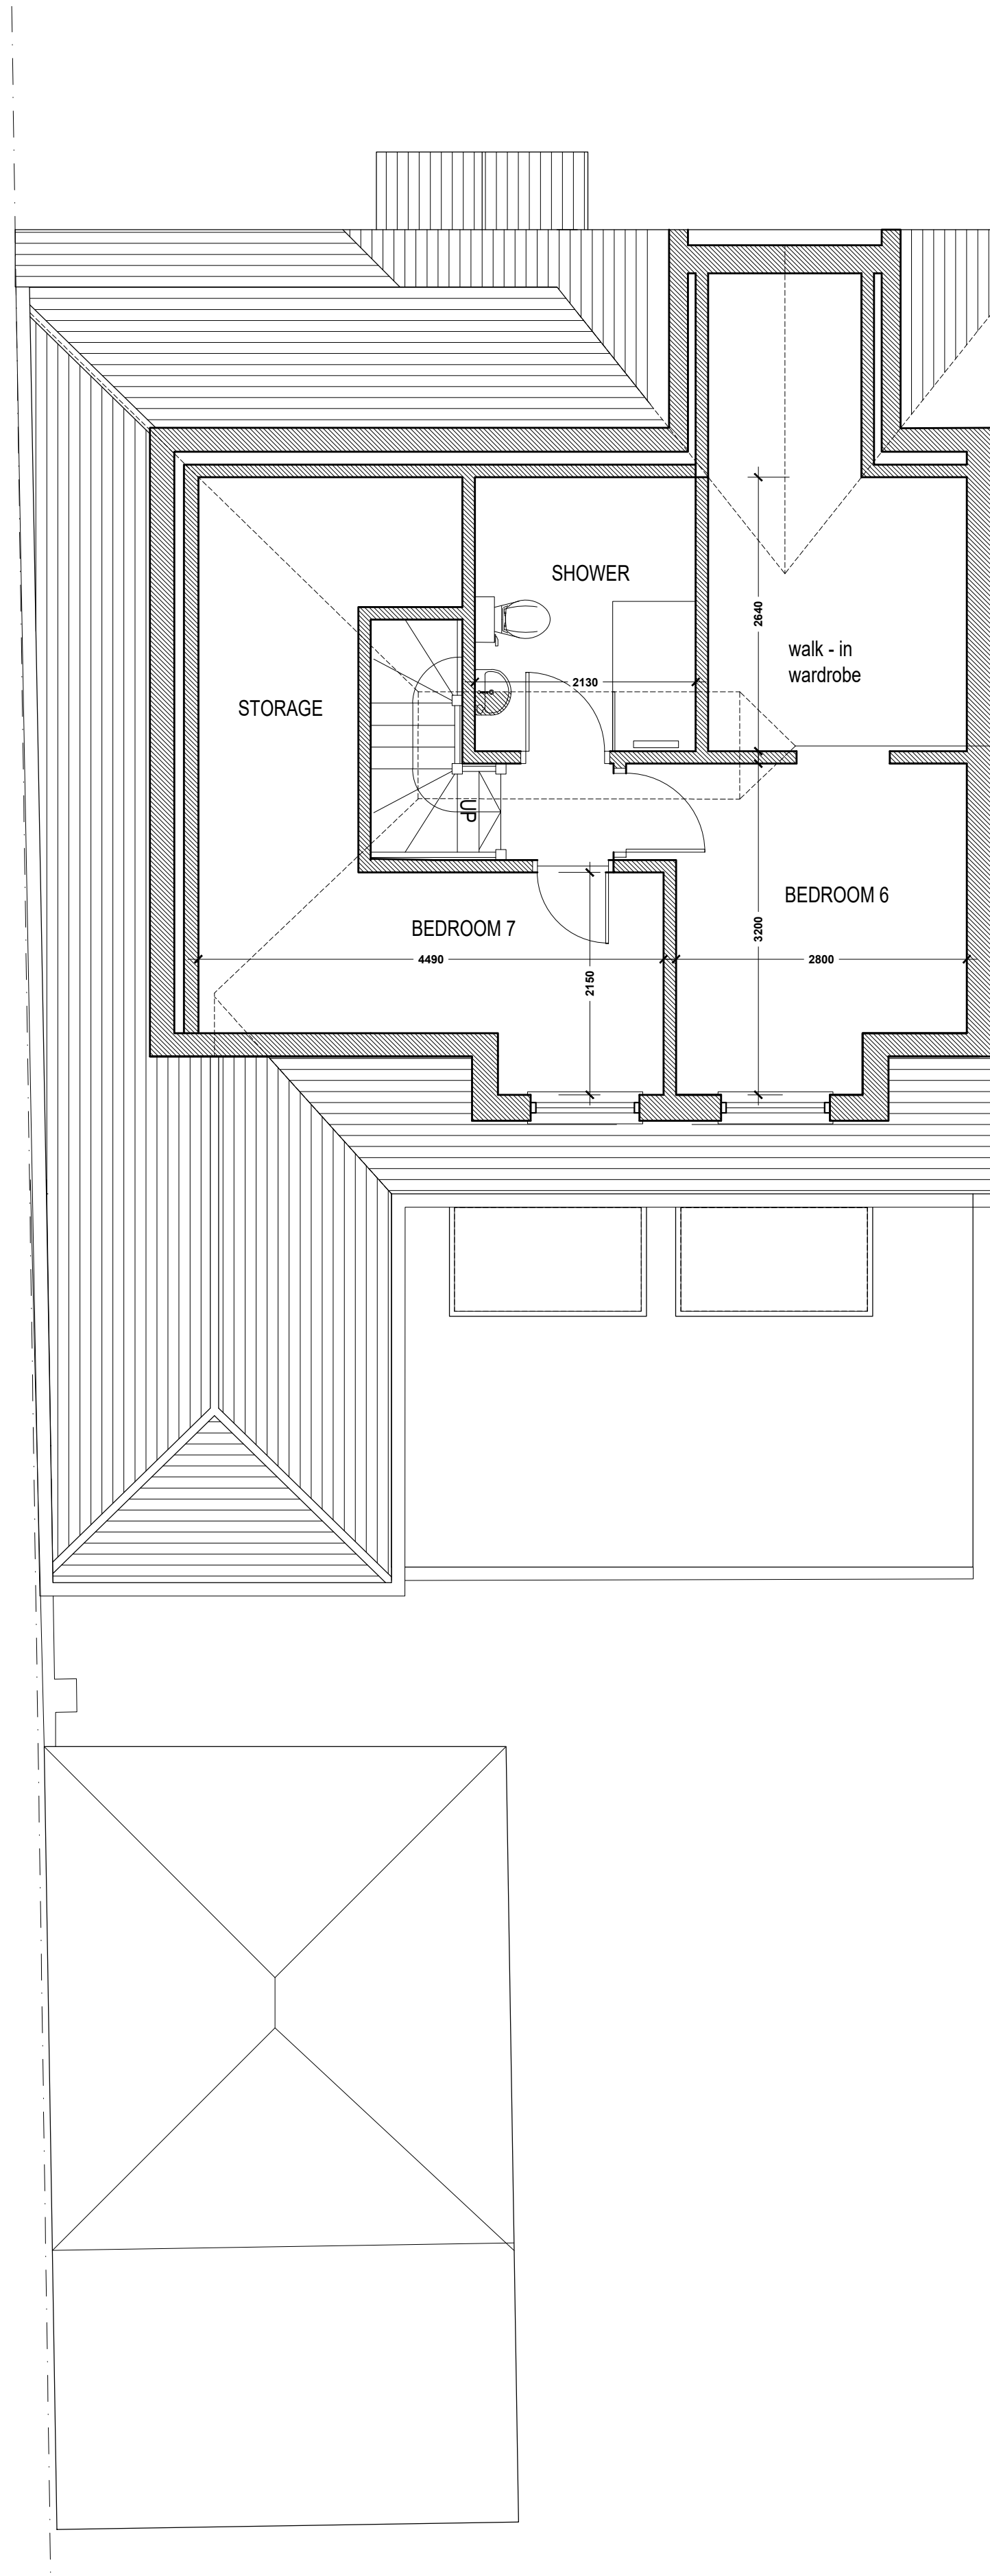 SHOWER
2640
walk - in
wardrobe
2130
STORAGE
UP
BEDROOM 6
BEDROOM 7
3200
4490
2800
2150